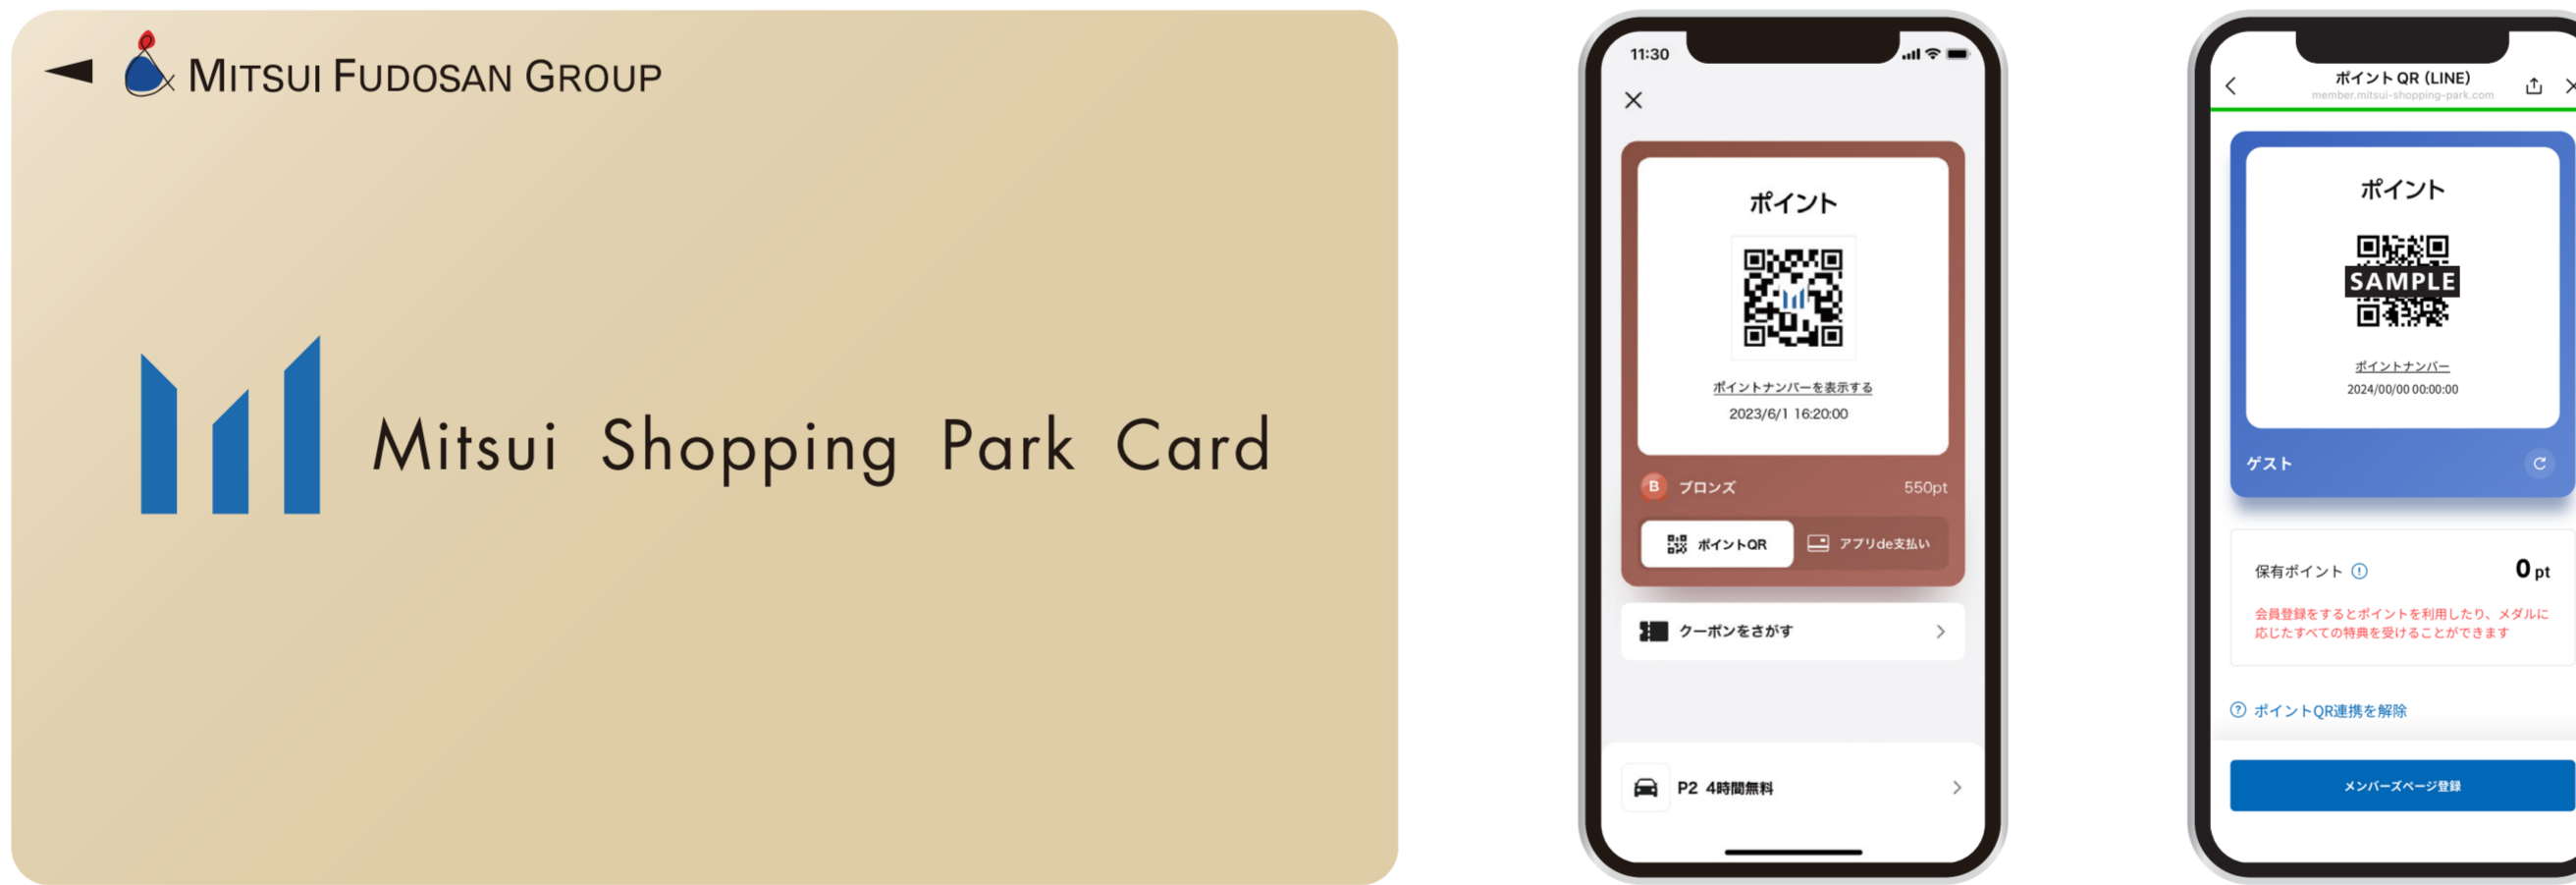 MITSUI FUDOSAN GROUP
Mitsui Shopping Park Card
11:30
ポイント
ポイントナンバーを表示する
2023/6/1 16:20:00
B ブロンズ 550pt
ポイントQR アプリde支払い
クーポンをさがす
P2 4時間無料
ポイント QR (LINE)
member.mitsui-shopping-park.com
ポイント
SAMPLE
ポイントナンバー
2024/00/00 00:00:00
ゲスト
保有ポイント 0 pt
会員登録をするとポイントを利用したり、メダルに
応じたすべての特典を受けることができます
ポイントQR連携を解除
メンバーズページ登録